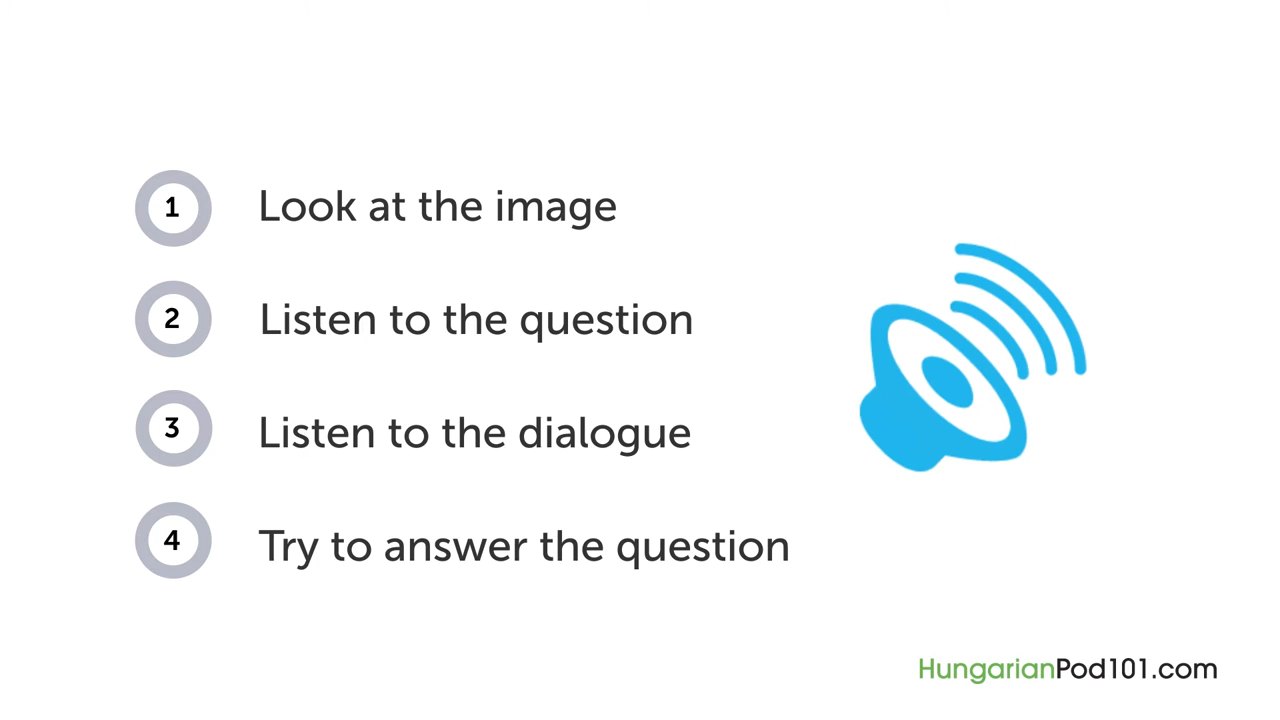 1 Look at the image
2 Listen to the question
3 Listen to the dialogue
4 Try to answer the question
HungarianPod101.com